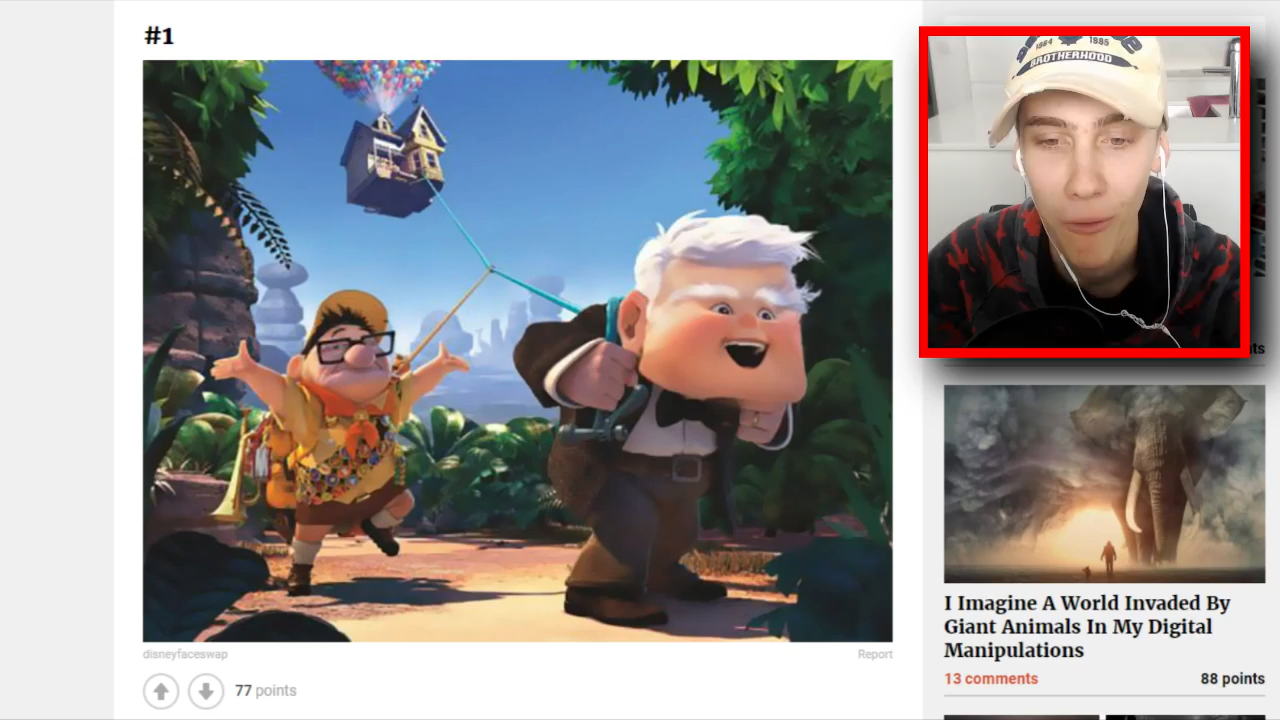 #1
1884 1885
BROTHERHOOD
disneyfaceswap
Report
77 points
I Imagine A World Invaded By
Giant Animals In My Digital
Manipulations
13 comments
88 points